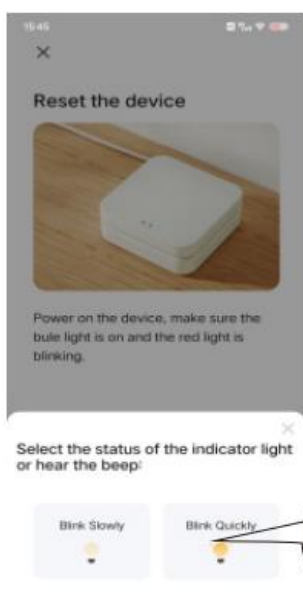 15:45
Reset the device
Power on the device, make sure the
bule light is on and the red light is
blinking.
Select the status of the indicator light
or hear the beep:
Blink Slowly
Blink Quickly